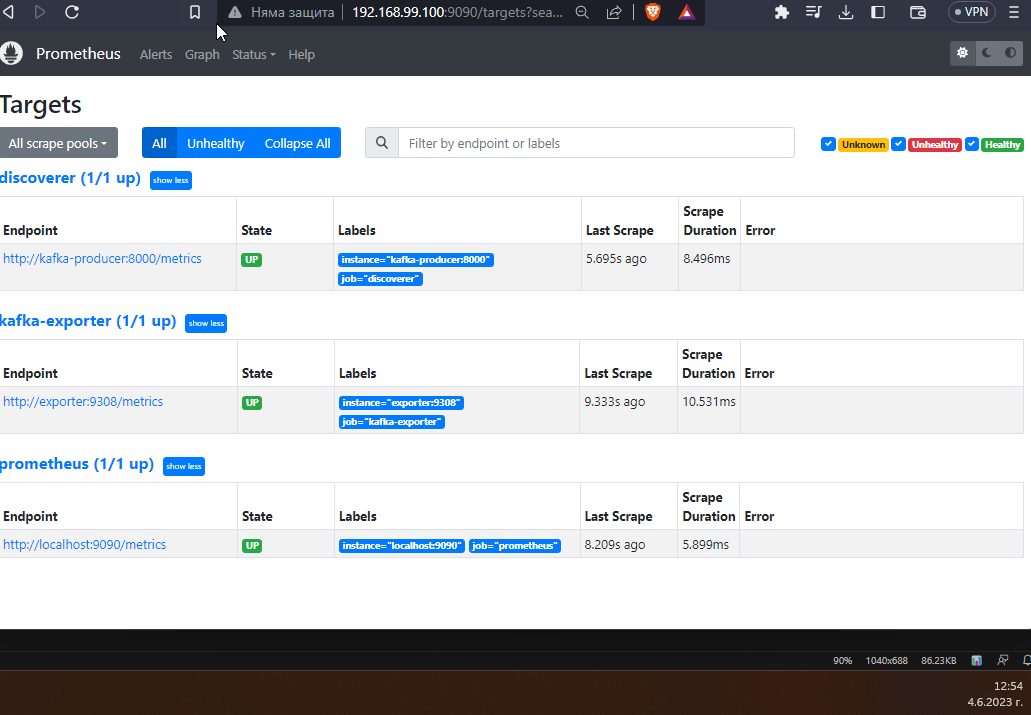 Няма защита 192.168.99.100:9090/targets?sea... VPN
Prometheus Alerts Graph Status Help
Targets
All scrape pools All Unhealthy Collapse All Filter by endpoint or labels Unknown Unhealthy Healthy
discoverer (1/1 up) show less
Endpoint State Labels Last Scrape Scrape Duration Error
http://kafka-producer:8000/metrics UP instance="kafka-producer:8000" 5.695s ago 8.496ms
job="discoverer"
kafka-exporter (1/1 up) show less
Endpoint State Labels Last Scrape Scrape Duration Error
http://exporter:9308/metrics UP instance="exporter:9308" 9.333s ago 10.531ms
job="kafka-exporter"
prometheus (1/1 up) show less
Endpoint State Labels Last Scrape Scrape Duration Error
http://localhost:9090/metrics UP instance="localhost:9090" job="prometheus" 8.209s ago 5.899ms
90% 1040x688 86.23KB
12:54
4.6.2023 г.